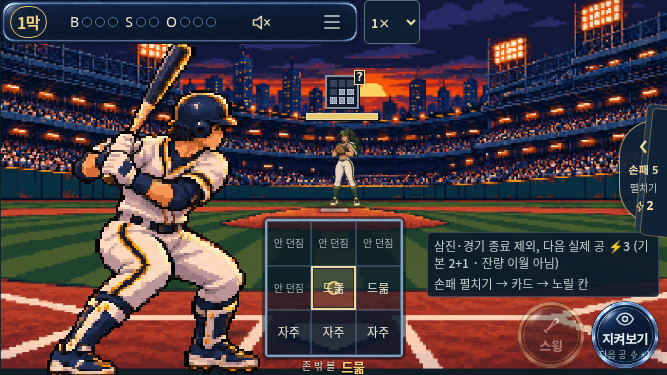 1막 B○○○ S○○ O○○○ 1×
?
손패 5
펼치기
⚡2
안 던짐 안 던짐 안 던짐
안 던짐 드뭄 드묾
자주 자주 자주
존 밖 볼 드묾
삼진·경기 종료 제외, 다음 실제 공 ⚡3 (기
본 2+1 · 잔량 이월 아님)
손패 펼치기 → 카드 → 노릴 칸
스윙
지켜보기
다음 공